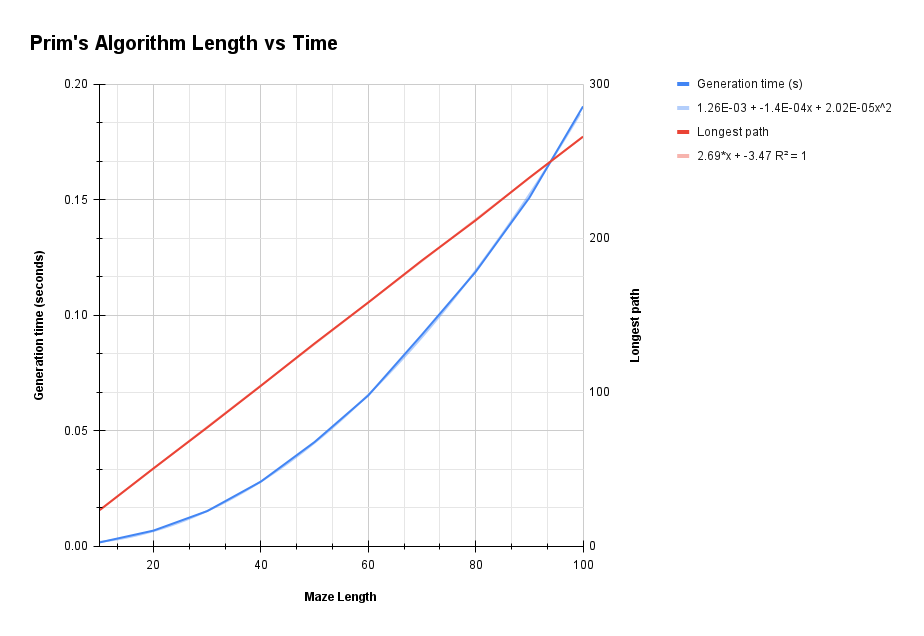 Prim's Algorithm Length vs Time
0.20
0.15
0.10
0.05
0.00
Generation time (seconds)
20
40
60
80
100
Maze Length
300
200
100
0
Longest path
Generation time (s)
1.26E-03 + -1.4E-04x + 2.02E-05x^2
Longest path
2.69*x + -3.47 R² = 1